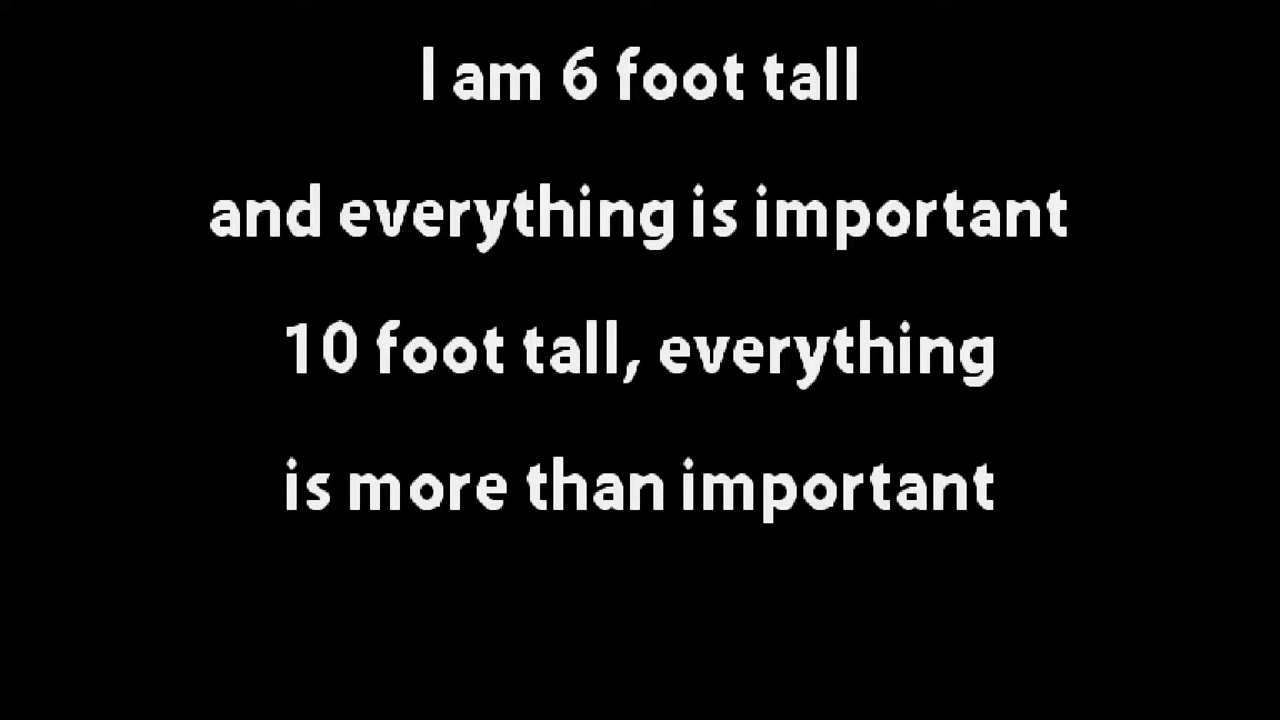 I am 6 foot tall
and everything is important
10 foot tall, everything
is more than important